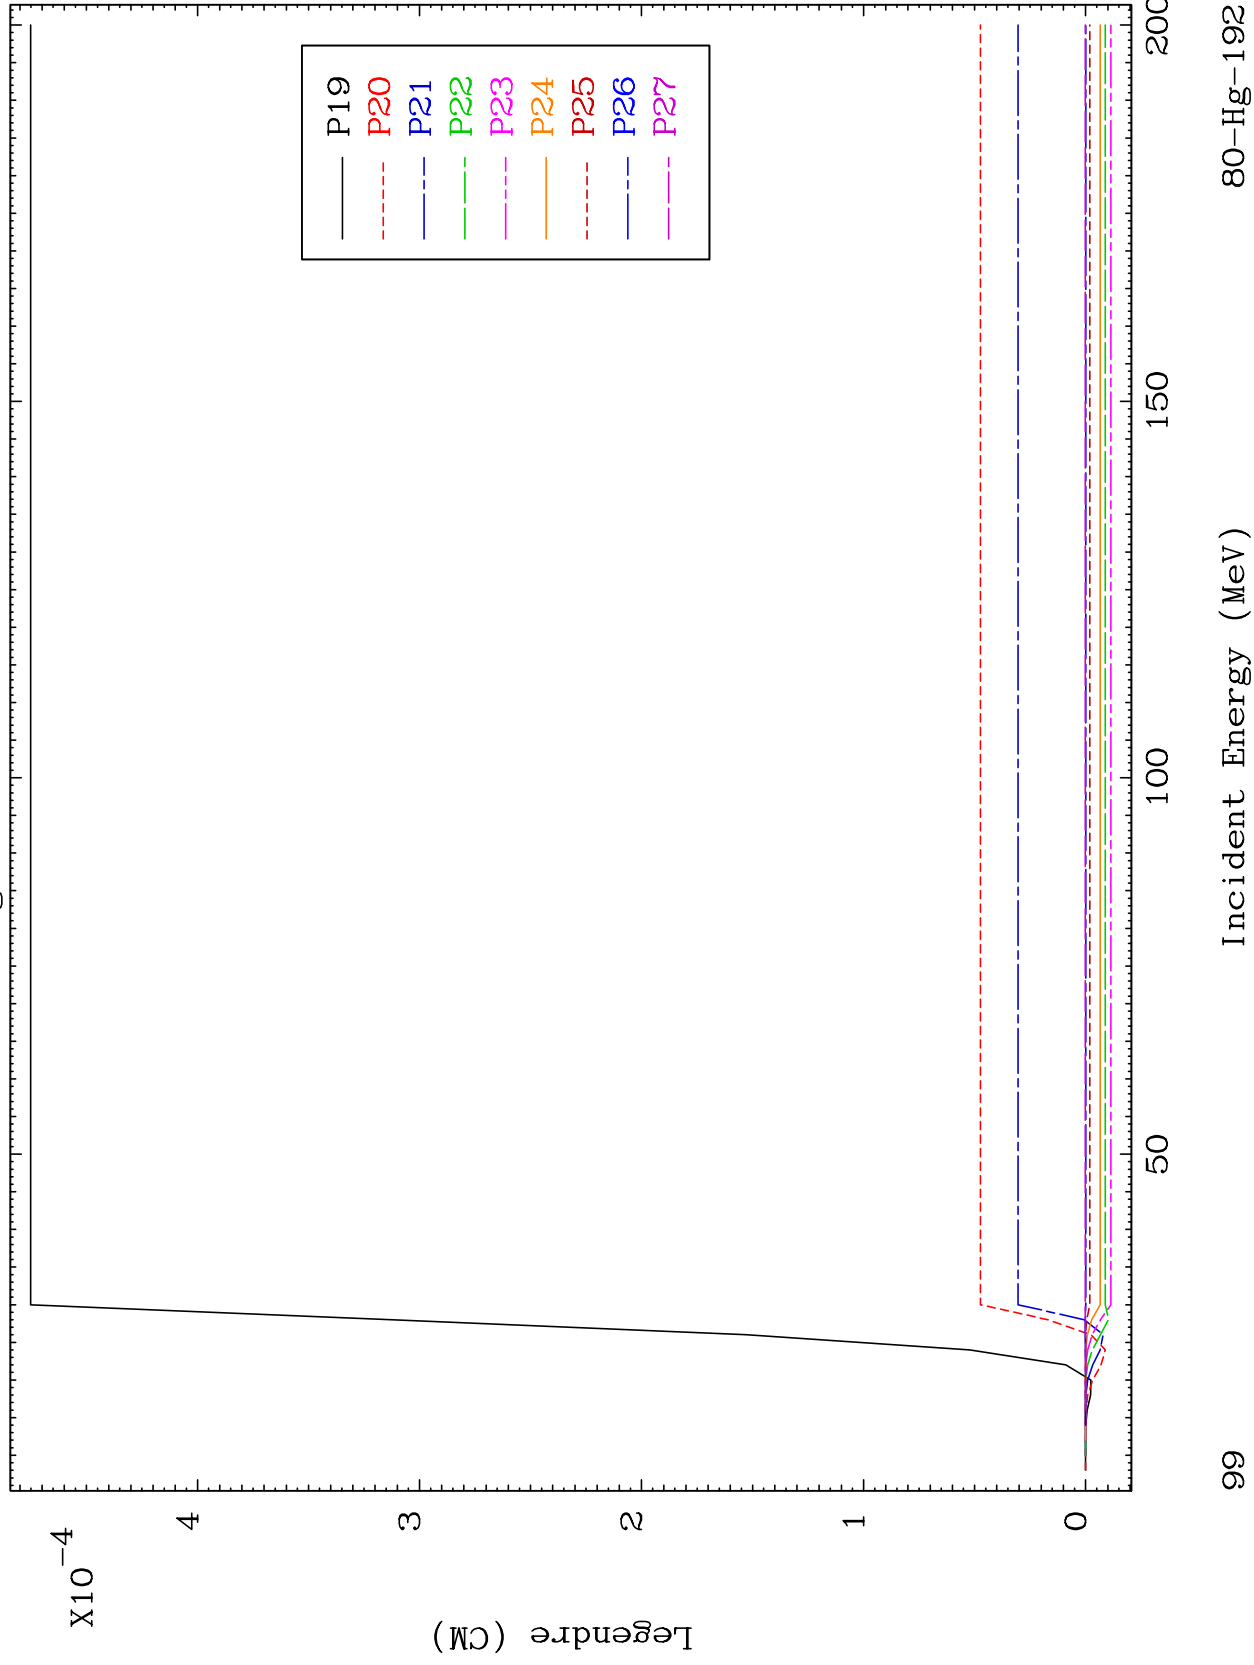 X10-4
4
3
2
1
0
Legendre (CM)
P19
P20
P21
P22
P23
P24
P25
P26
P27
50
100
150
200
Incident Energy (MeV)
99
80-Hg-192